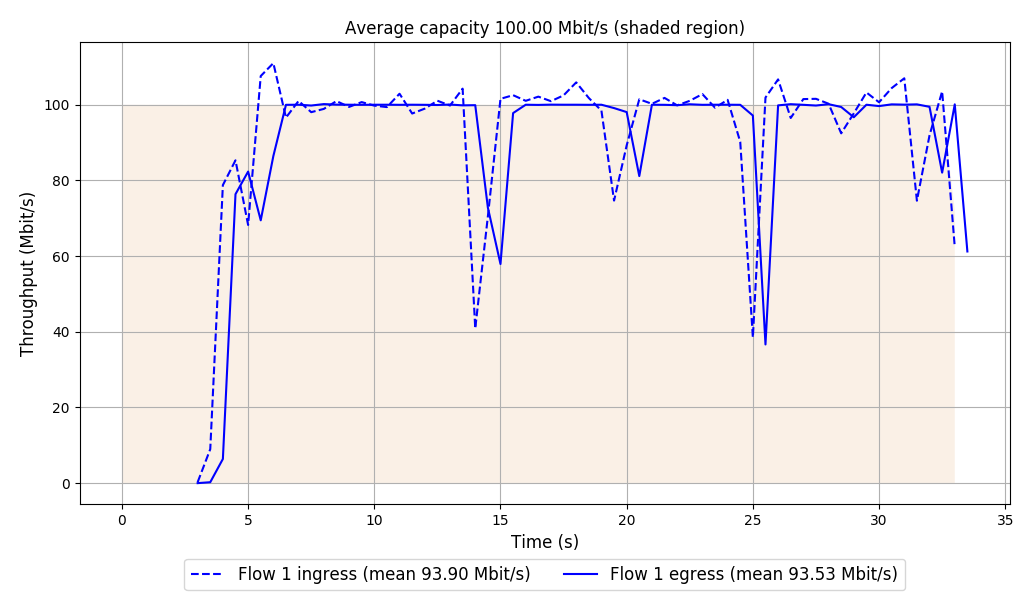 Average capacity 100.00 Mbit/s (shaded region)
Throughput (Mbit/s)
100
80
60
40
20
0
0 5 10 15 20 25 30 35
Time (s)
Flow 1 ingress (mean 93.90 Mbit/s) Flow 1 egress (mean 93.53 Mbit/s)